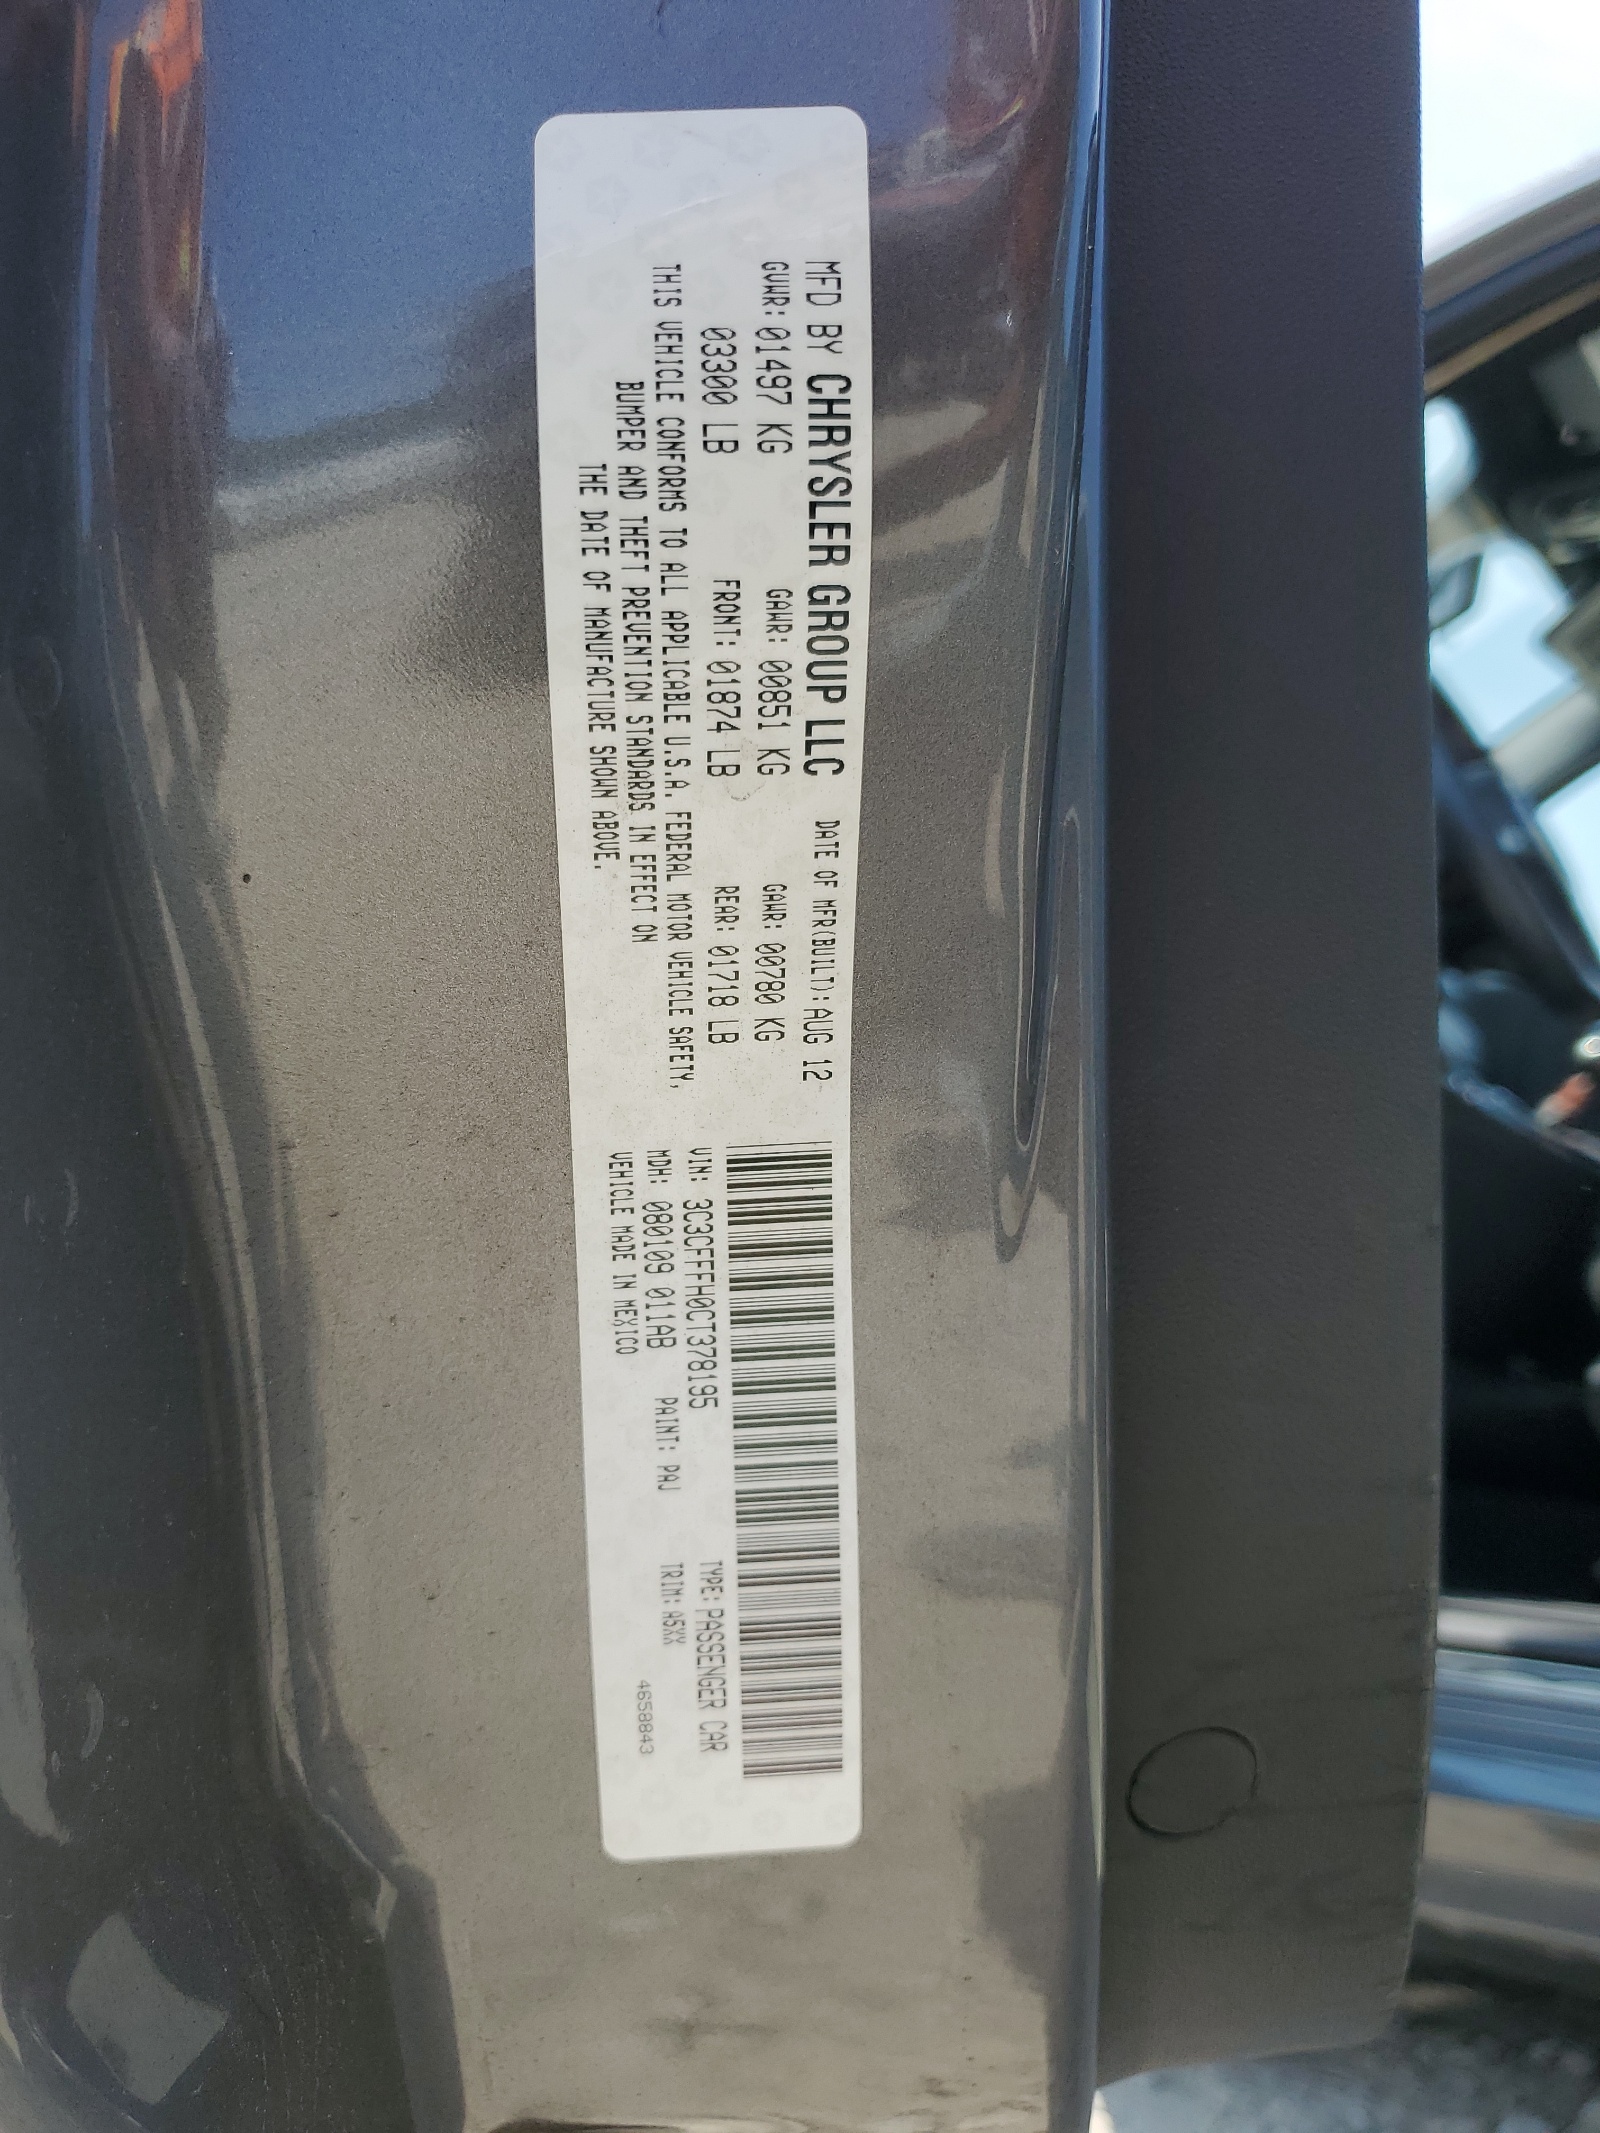 MFD BY CHRYSLER GROUP LLC DATE OF MFR(BUILT): AUG 12
GVWR: 01497 KG GAWR: 00851 KG GAWR: 00780 KG
03300 LB FRONT: 01874 LB REAR: 01718 LB
THIS VEHICLE CONFORMS TO ALL APPLICABLE U.S.A. FEDERAL MOTOR VEHICLE SAFETY,
BUMPER AND THEFT PREVENTION STANDARDS IN EFFECT ON
THE DATE OF MANUFACTURE SHOWN ABOVE.
VIN: 3C3CFFFH0CT378195 TYPE: PASSENGER CAR
MDH: 080109 011AB PAINT: PAJ TRIM: A5XX
VEHICLE MADE IN MEXICO 4658843